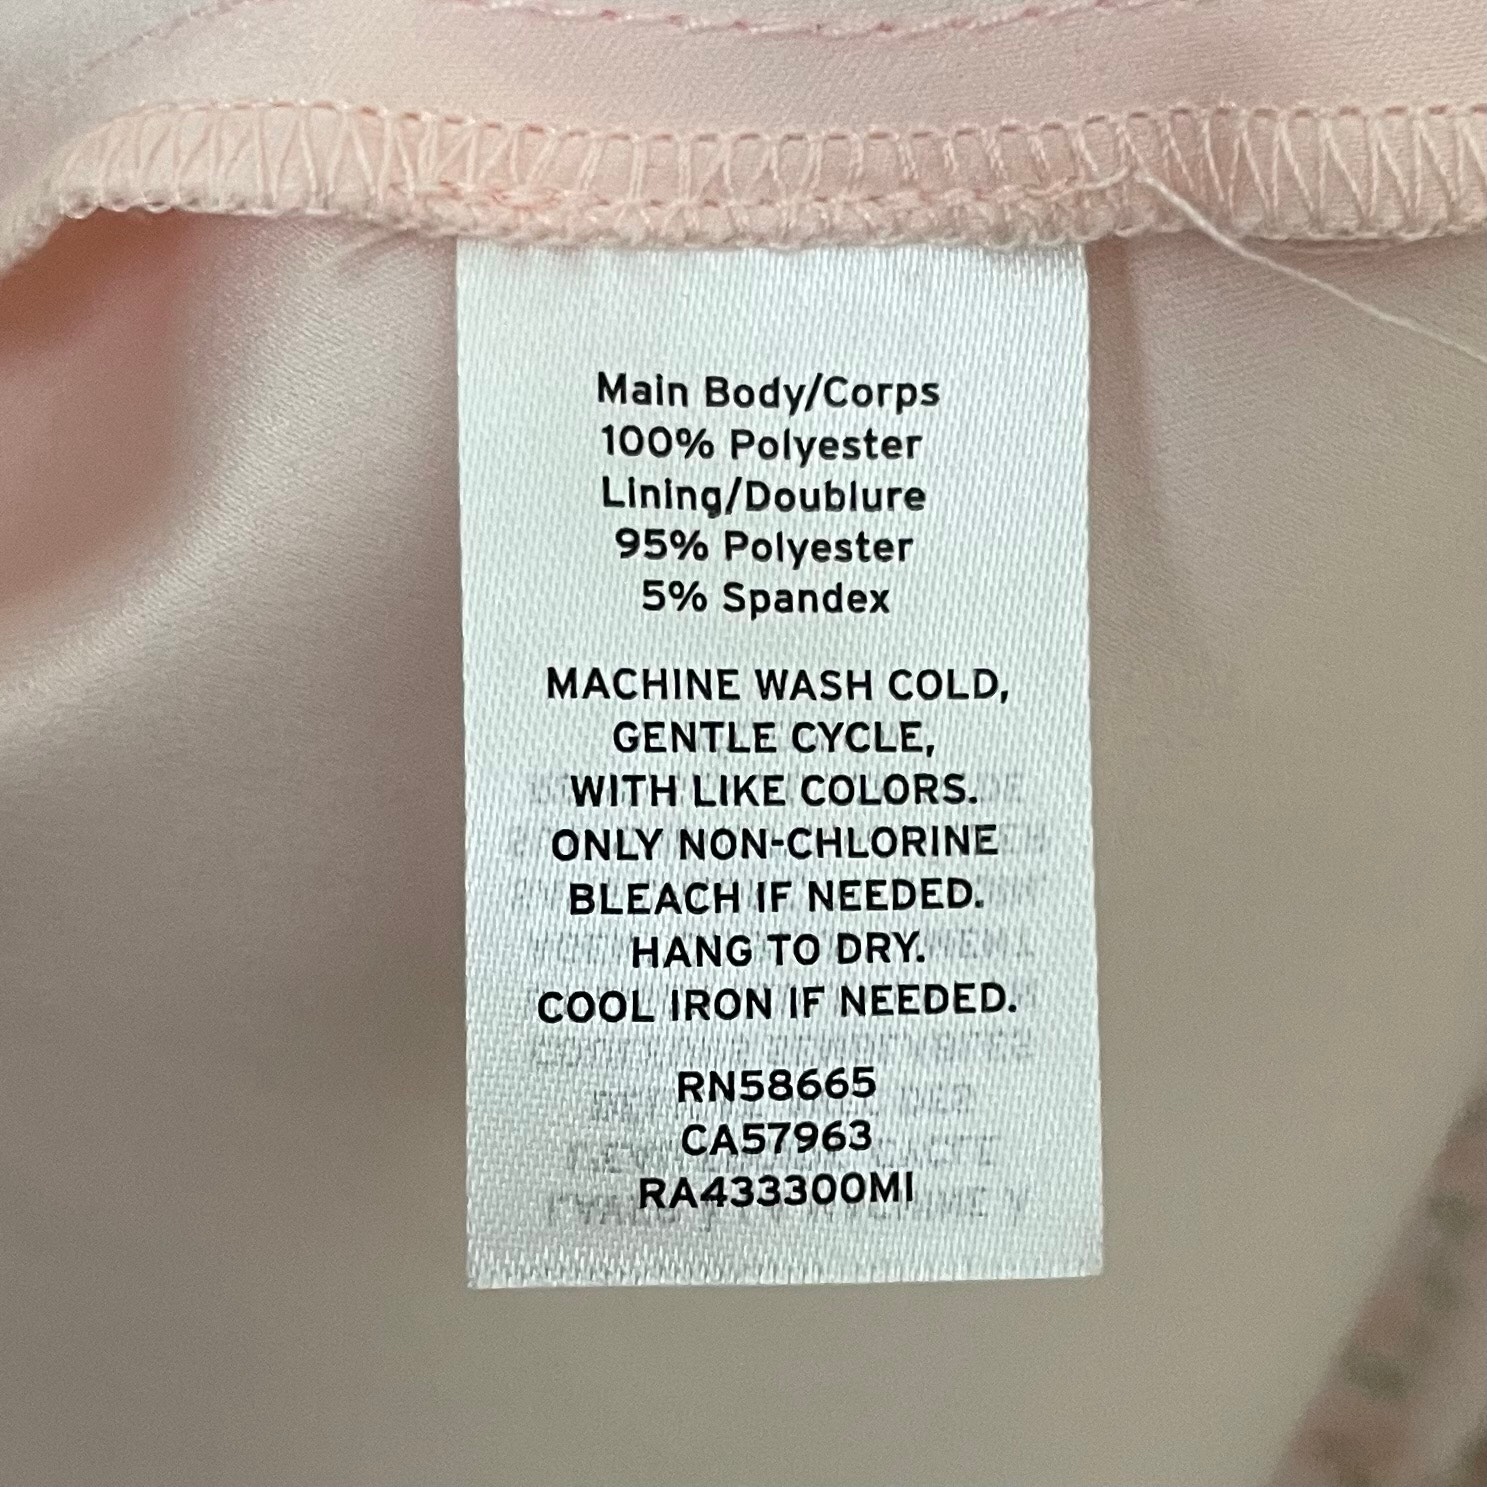 Main Body/Corps
100% Polyester
Lining/Doublure
95% Polyester
5% Spandex
MACHINE WASH COLD,
GENTLE CYCLE,
WITH LIKE COLORS.
ONLY NON-CHLORINE
BLEACH IF NEEDED.
HANG TO DRY.
COOL IRON IF NEEDED.
RN58665
CA57963
RA433300MI